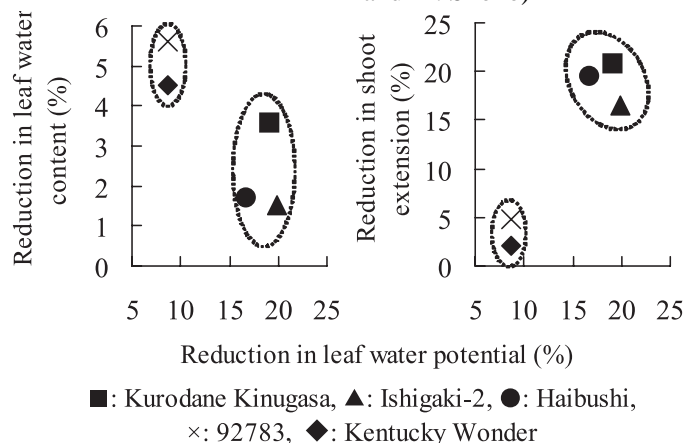 Reduction in leaf water
content (%)
6
5
4
3
2
1
0
5 10 15 20 25
Reduction in shoot
extension (%)
25
20
15
10
5
0
5 10 15 20 25
Reduction in leaf water potential (%)
■: Kurodane Kinugasa, ▲: Ishigaki-2, ●: Haibushi,
×: 92783, ◆: Kentucky Wonder